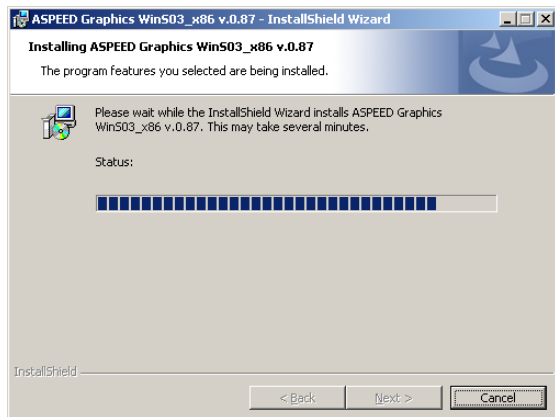 ASPEED Graphics WinS03_x86 v.0.87 - InstallShield Wizard
Installing ASPEED Graphics WinS03_x86 v.0.87
The program features you selected are being installed.
Please wait while the InstallShield Wizard installs ASPEED Graphics
WinS03_x86 v.0.87. This may take several minutes.
Status:
InstallShield
< Back Next > Cancel